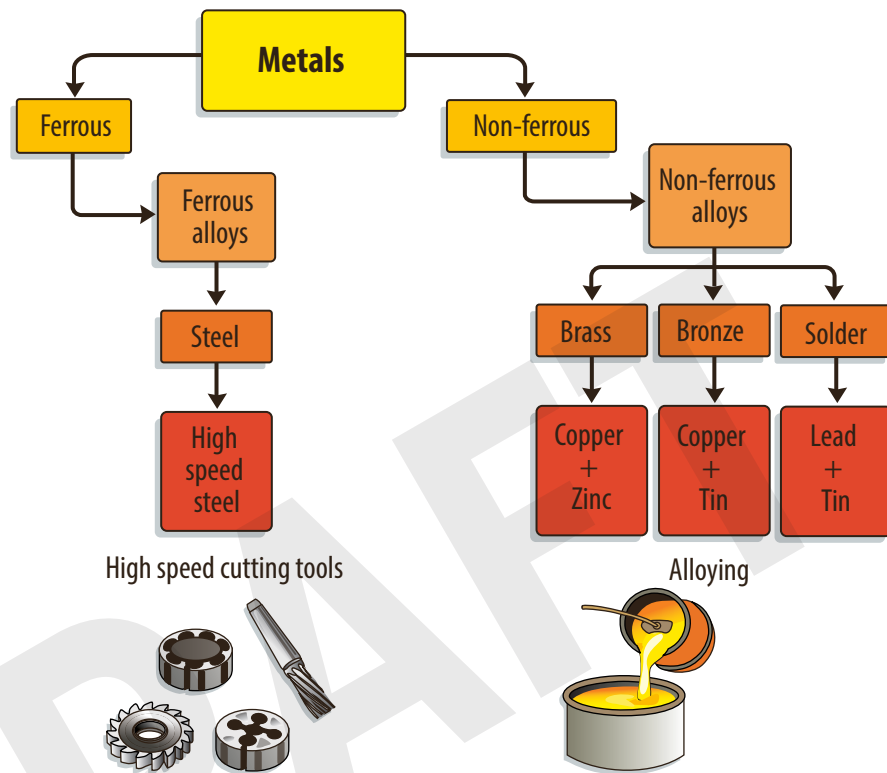 Metals
Ferrous
Non-ferrous
Ferrous
alloys
Non-ferrous
alloys
Steel
Brass
Bronze
Solder
High
speed
steel
Copper
+
Zinc
Copper
+
Tin
Lead
+
Tin
High speed cutting tools
Alloying
DRAFT